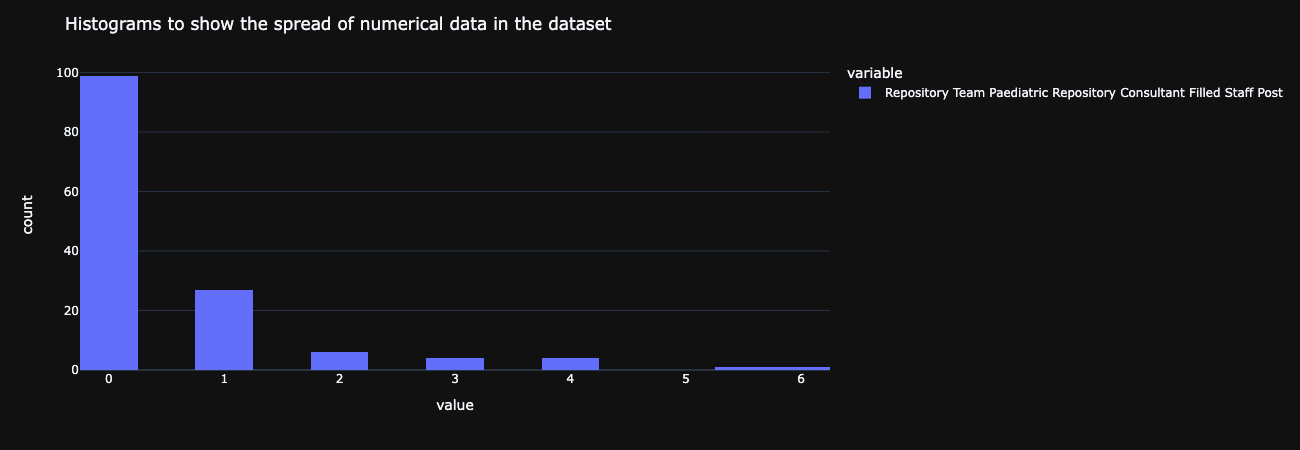 Histograms to show the spread of numerical data in the dataset
variable
Repository Team Paediatric Repository Consultant Filled Staff Post
100
80
60
40
20
0
count
0 1 2 3 4 5 6
value